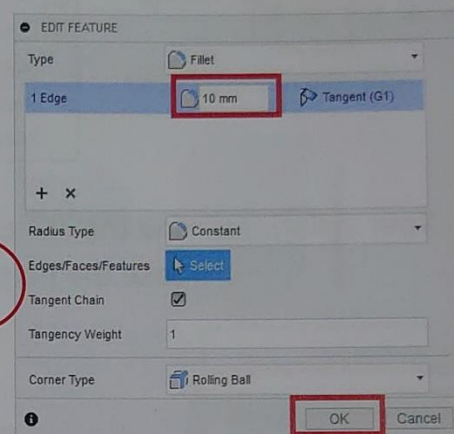 EDIT FEATURE
Type Fillet
1 Edge 10 mm Tangent (G1)
Radius Type Constant
Edges/Faces/Features Select
Tangent Chain
Tangency Weight 1
Corner Type Rolling Ball
OK Cancel